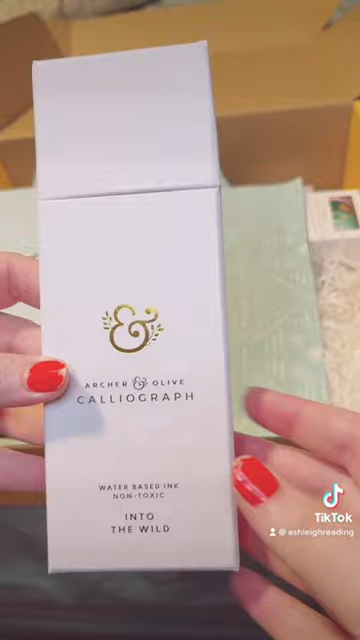 &
ARCHER & OLIVE
CALLIOGRAPH
WATER BASED INK
NON-TOXIC
INTO
THE WILD
TikTok
@ashleighreading